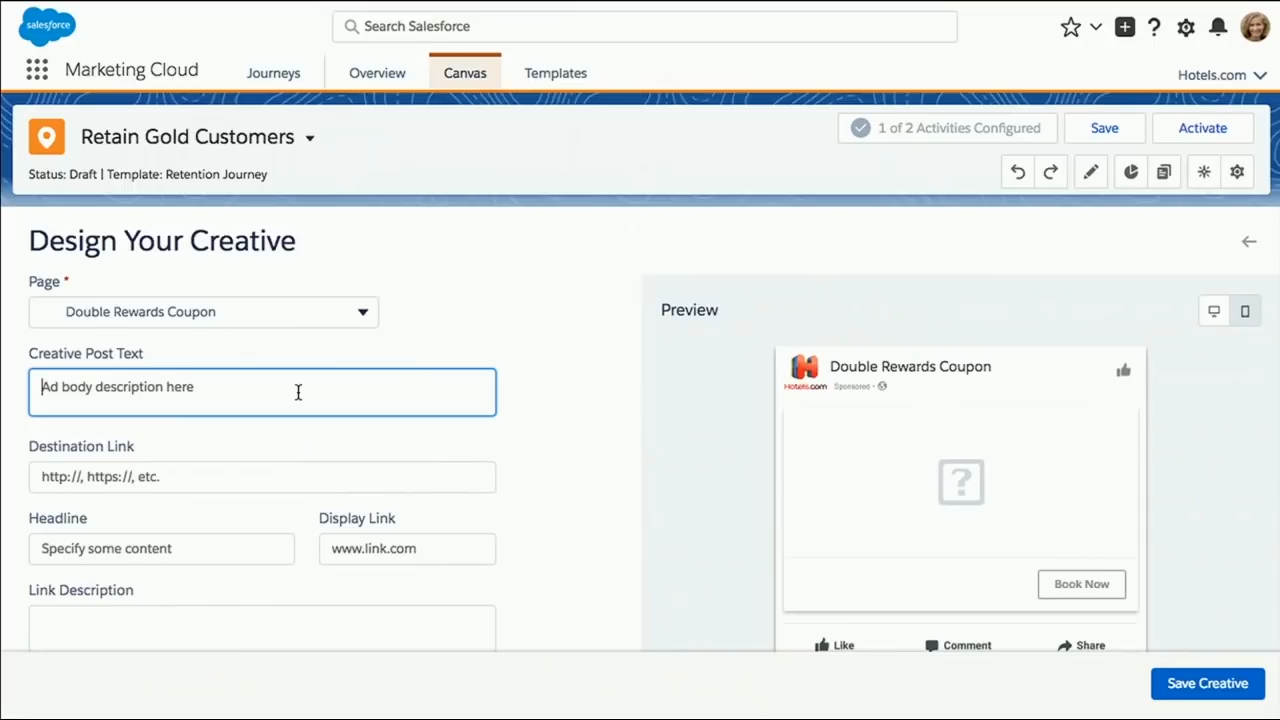 salesforce
Search Salesforce
Marketing Cloud
Journeys
Overview
Canvas
Templates
Hotels.com
Retain Gold Customers
1 of 2 Activities Configured
Save
Activate
Status: Draft | Template: Retention Journey
Design Your Creative
Page *
Double Rewards Coupon
Creative Post Text
Ad body description here
Destination Link
http://, https://, etc.
Headline
Display Link
Specify some content
www.link.com
Link Description
Preview
Double Rewards Coupon
Hotels.com
Sponsored ·
Book Now
Like
Comment
Share
Save Creative